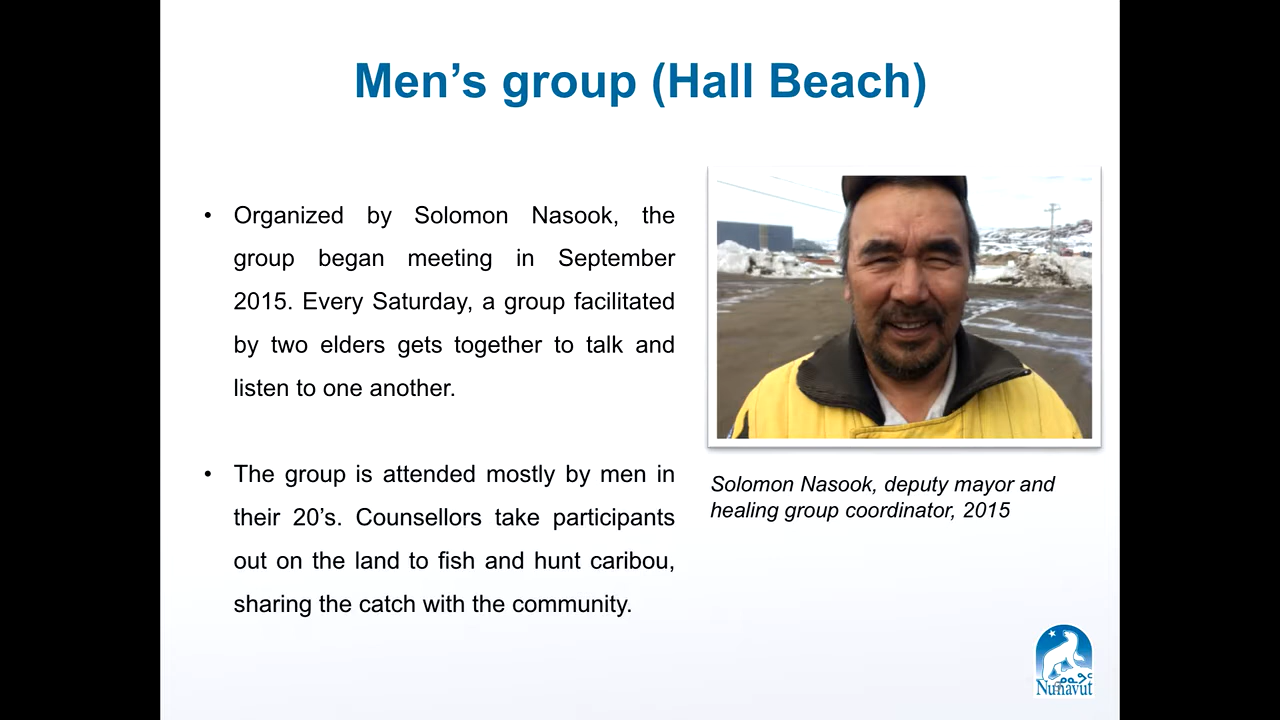 Men’s group (Hall Beach)
• Organized by Solomon Nasook, the
group began meeting in September
2015. Every Saturday, a group facilitated
by two elders gets together to talk and
listen to one another.
• The group is attended mostly by men in
their 20’s. Counsellors take participants
out on the land to fish and hunt caribou,
sharing the catch with the community.
Solomon Nasook, deputy mayor and
healing group coordinator, 2015
Nunavut